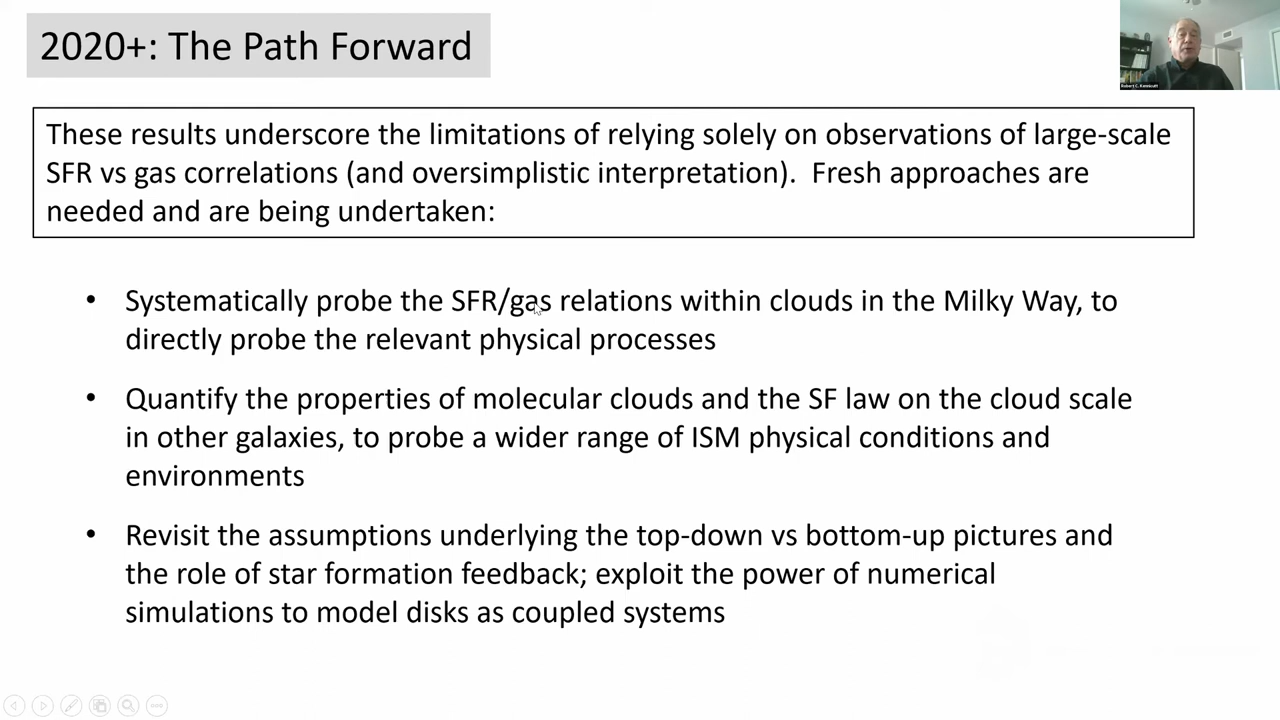 2020+: The Path Forward
Robert C. Kennicutt
These results underscore the limitations of relying solely on observations of large-scale
SFR vs gas correlations (and oversimplistic interpretation).  Fresh approaches are
needed and are being undertaken:
• Systematically probe the SFR/gas relations within clouds in the Milky Way, to
directly probe the relevant physical processes
• Quantify the properties of molecular clouds and the SF law on the cloud scale
in other galaxies, to probe a wider range of ISM physical conditions and
environments
• Revisit the assumptions underlying the top-down vs bottom-up pictures and
the role of star formation feedback; exploit the power of numerical
simulations to model disks as coupled systems